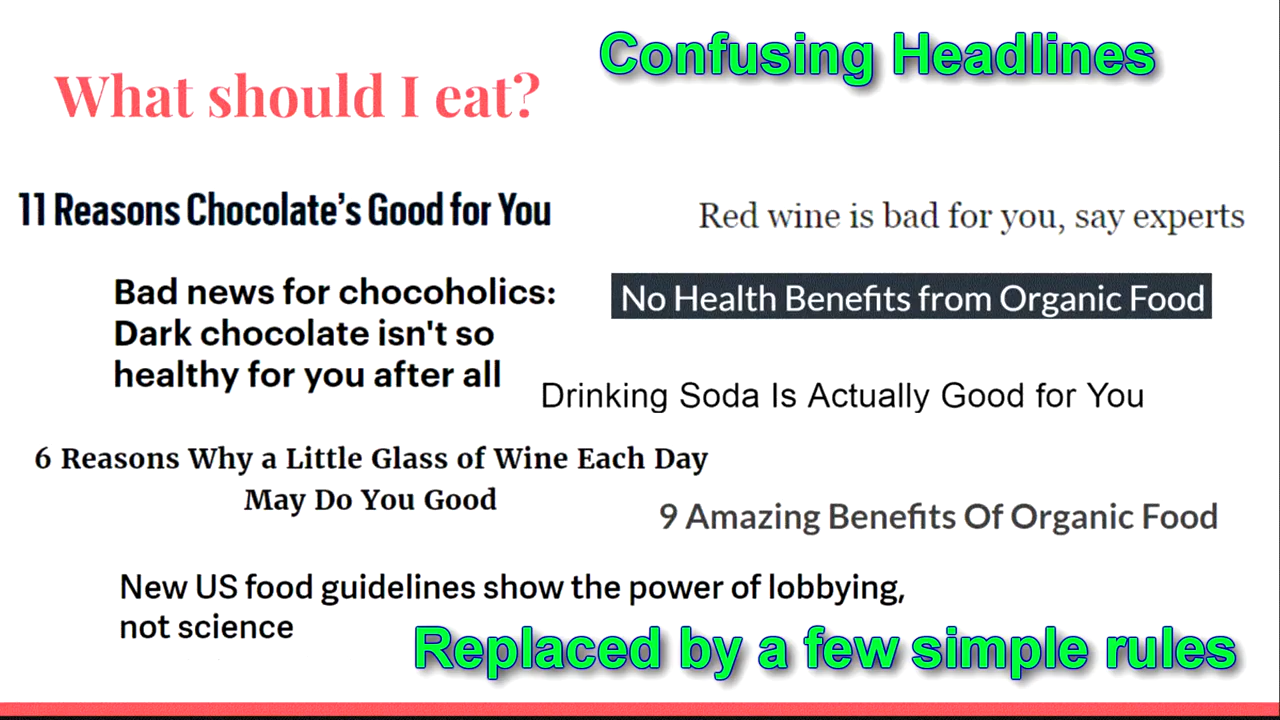 Confusing Headlines
What should I eat?
11 Reasons Chocolate’s Good for You
Red wine is bad for you, say experts
Bad news for chocoholics:
Dark chocolate isn't so
healthy for you after all
No Health Benefits from Organic Food
Drinking Soda Is Actually Good for You
6 Reasons Why a Little Glass of Wine Each Day
May Do You Good
9 Amazing Benefits Of Organic Food
New US food guidelines show the power of lobbying,
not science
Replaced by a few simple rules